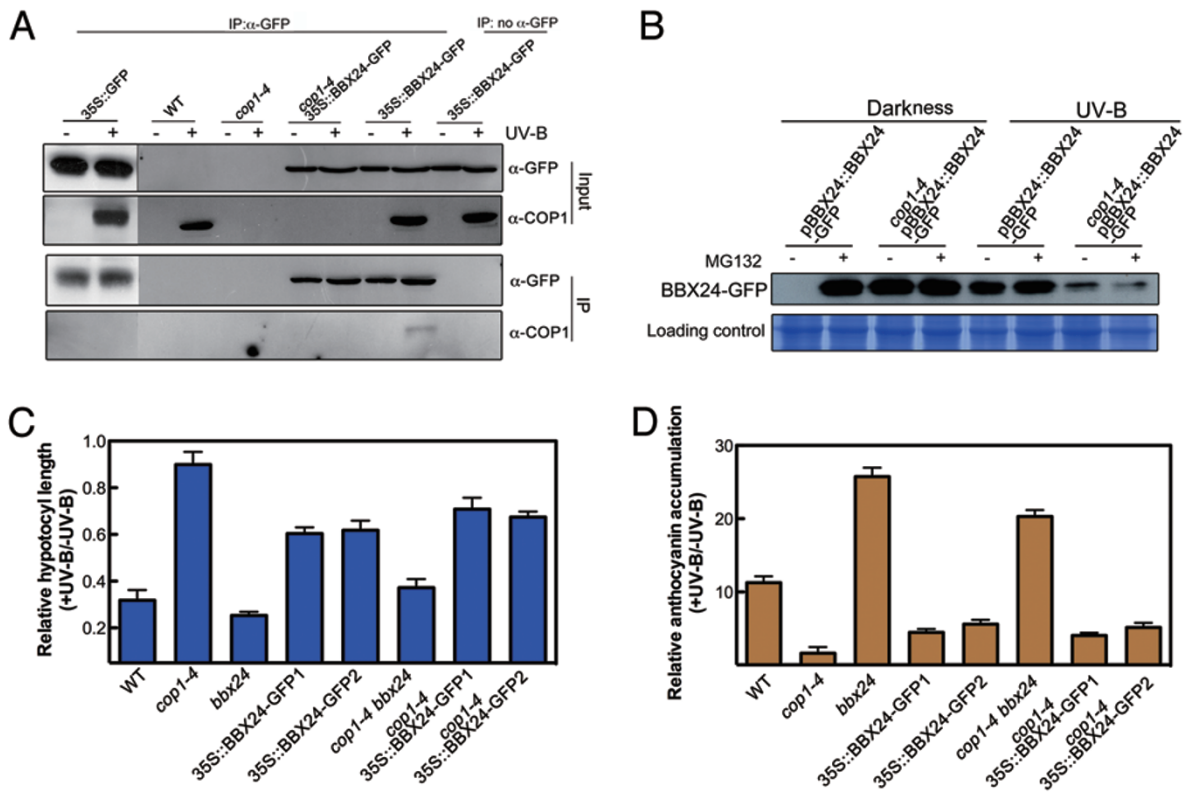 A
IP:α-GFP
IP: no α-GFP
35S::GFP
WT
cop1-4
cop1-4
35S::BBX24-GFP
35S::BBX24-GFP
35S::BBX24-GFP
- + - + - + - + - + - + UV-B
α-GFP
α-COP1
Input
α-GFP
α-COP1
IP
B
Darkness
UV-B
pBBX24::BBX24
-GFP
cop1-4
pBBX24::BBX24
-GFP
pBBX24::BBX24
-GFP
cop1-4
pBBX24::BBX24
-GFP
MG132 - + - + - + - +
BBX24-GFP
Loading control
C
Relative hypotocyl length
(+UV-B/-UV-B)
1.0
0.8
0.6
0.4
0.2
WT
cop1-4
bbx24
35S::BBX24-GFP1
35S::BBX24-GFP2
cop1-4 bbx24
cop1-4
35S::BBX24-GFP1
cop1-4
35S::BBX24-GFP2
D
Relative anthocyanin accumulation
(+UV-B/-UV-B)
30
20
10
WT
cop1-4
bbx24
35S::BBX24-GFP1
35S::BBX24-GFP2
cop1-4 bbx24
cop1-4
35S::BBX24-GFP1
cop1-4
35S::BBX24-GFP2